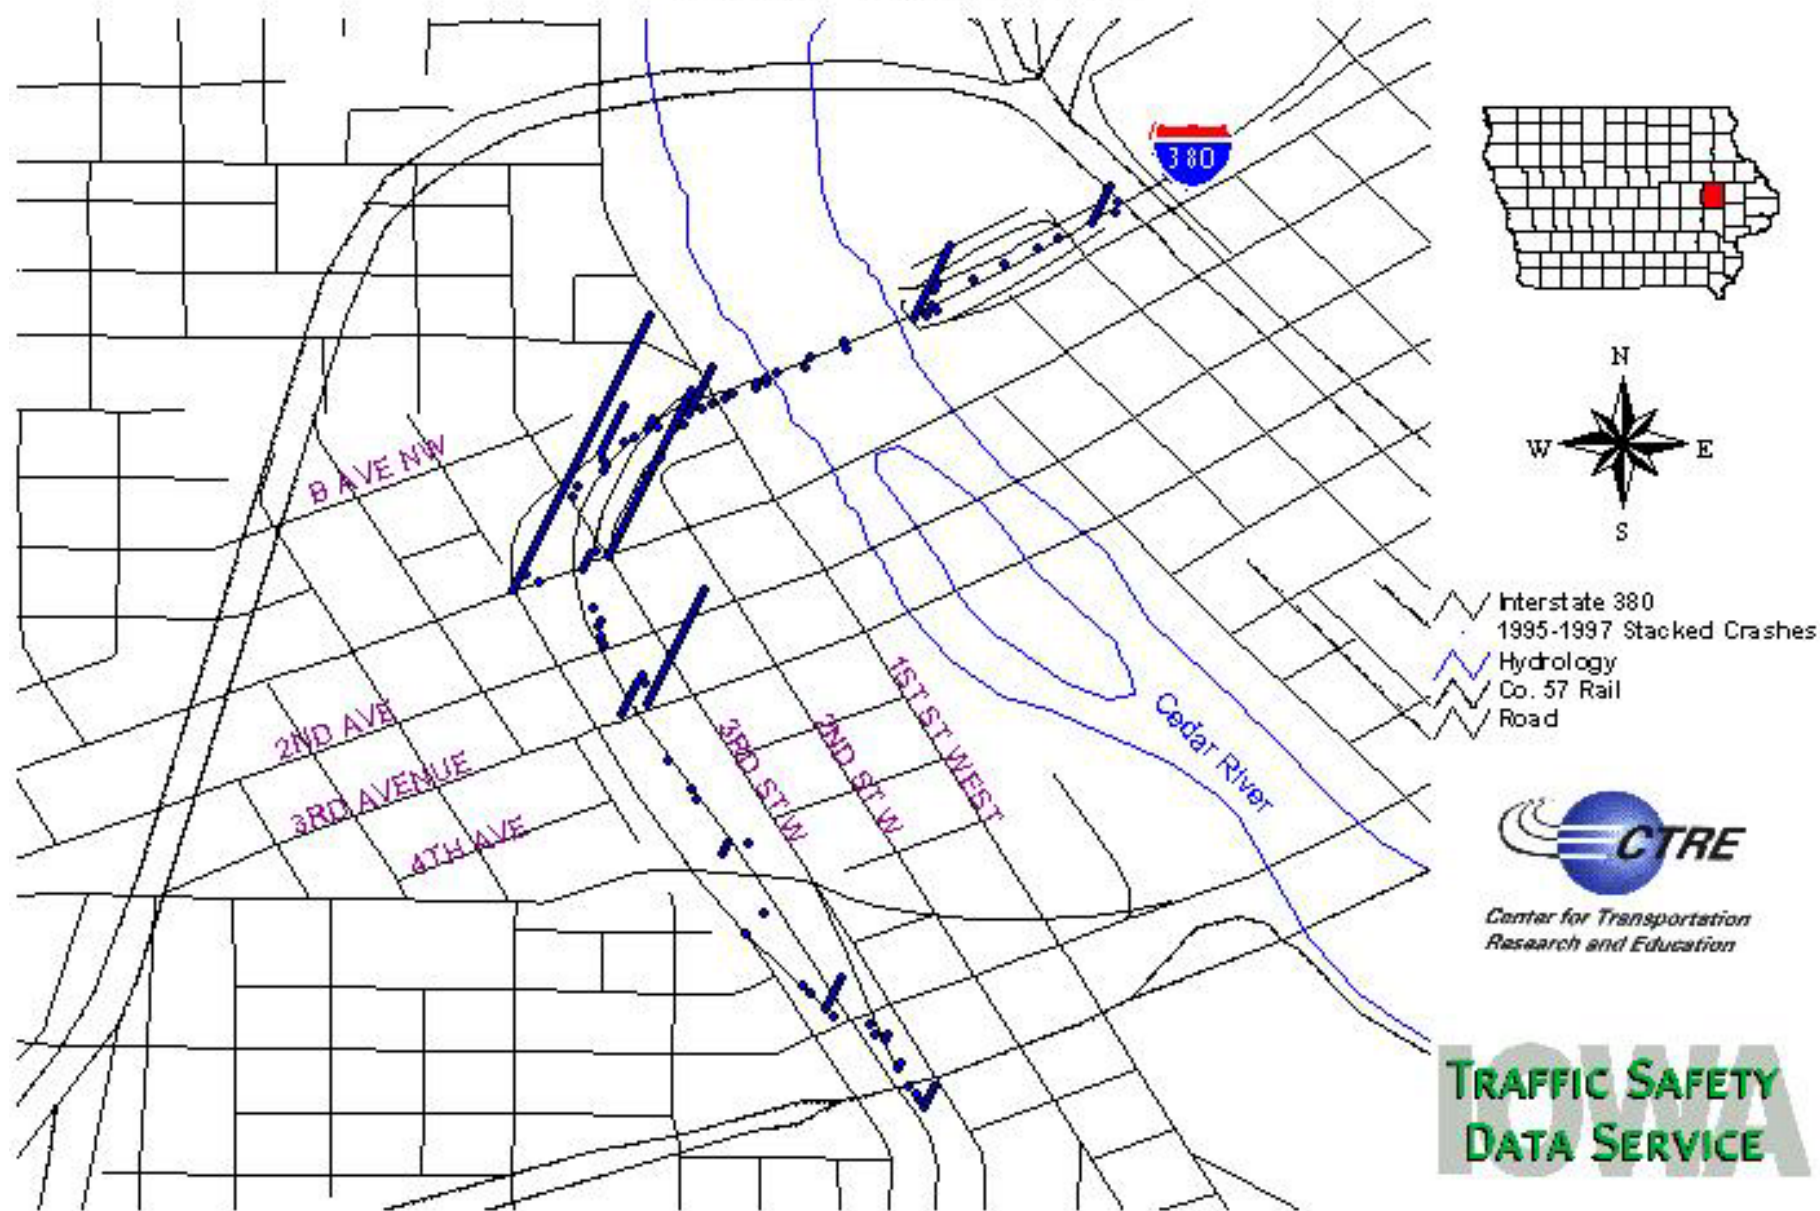 380
B AVE NW
2ND AVE
3RD AVENUE
4TH AVE
3RD ST W
2ND ST W
1ST ST WEST
Cedar River
N
W
E
S
Interstate 380
1995-1997 Stacked Crashes
Hydrology
Co. 57 Rail
Road
CTRE
Center for Transportation
Research and Education
IOWA
TRAFFIC SAFETY
DATA SERVICE